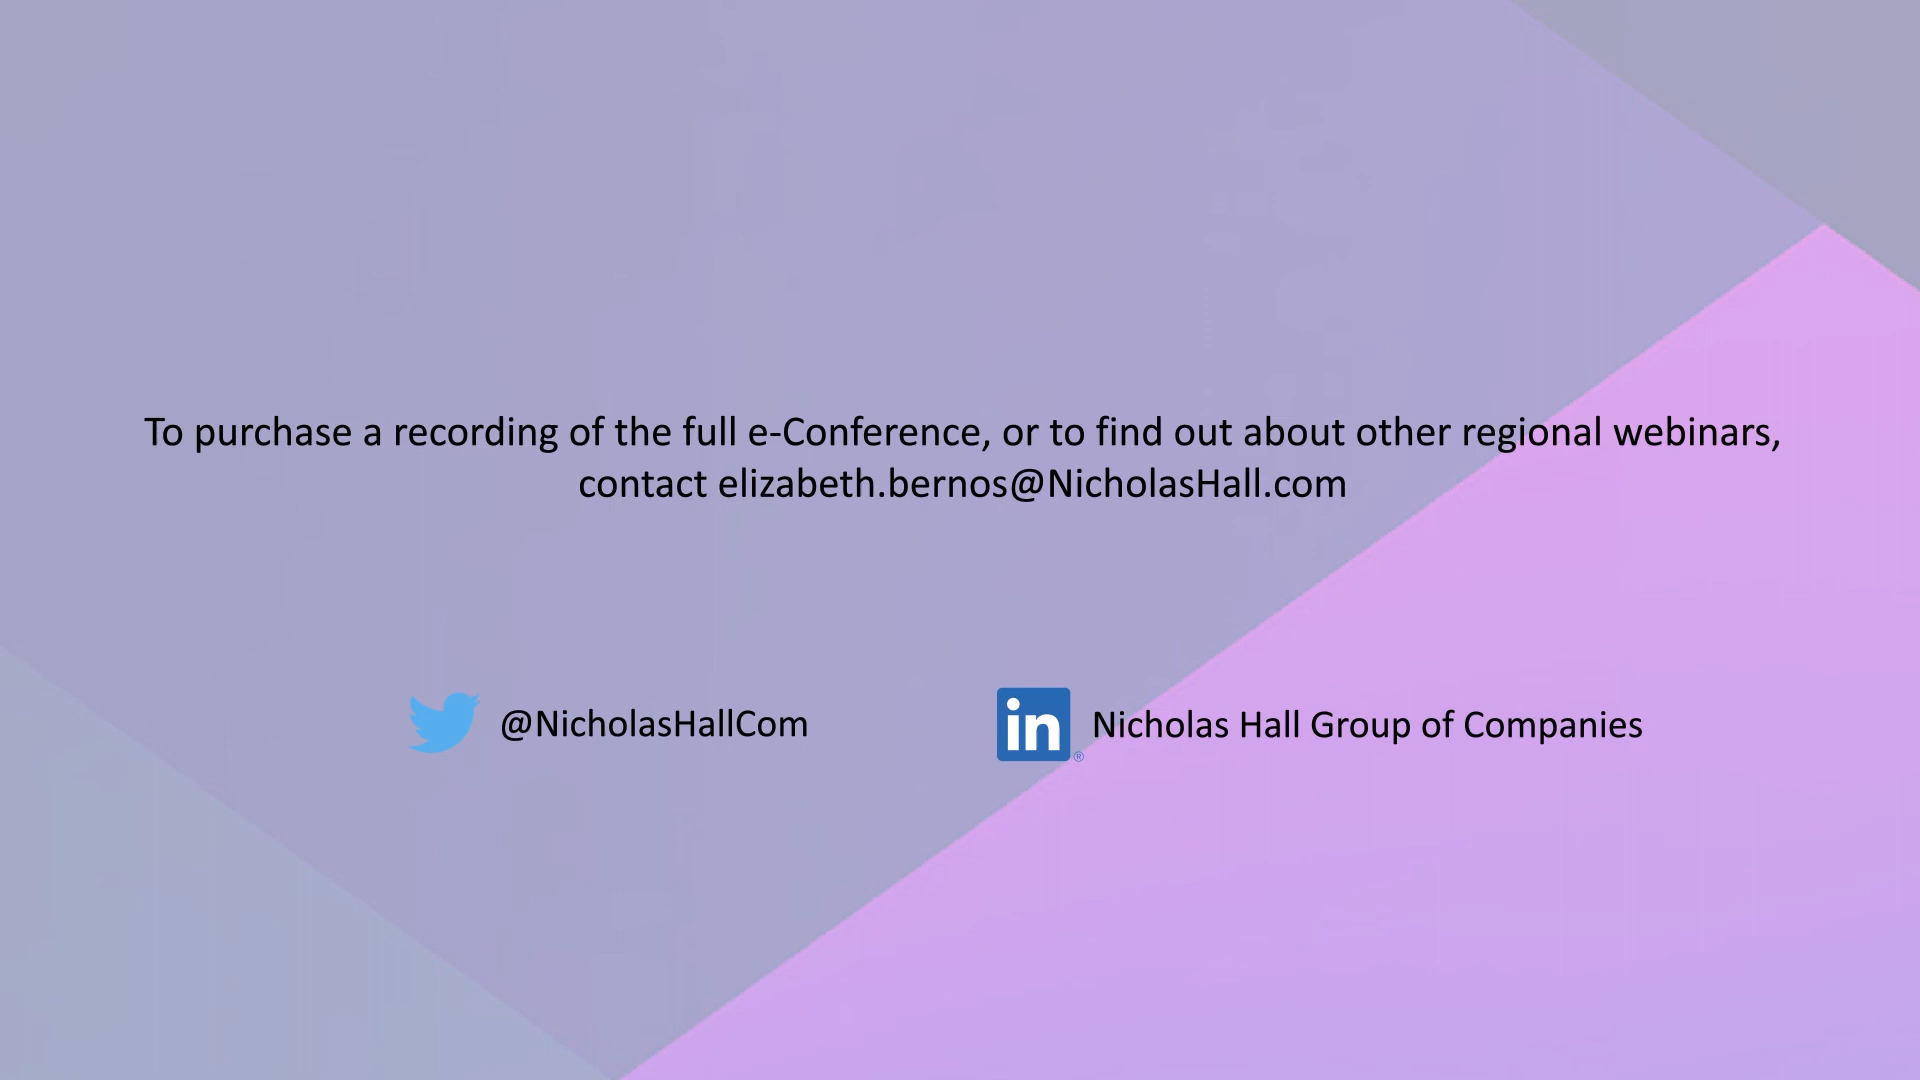 To purchase a recording of the full e-Conference, or to find out about other regional webinars,
contact elizabeth.bernos@NicholasHall.com
@NicholasHallCom
in® Nicholas Hall Group of Companies